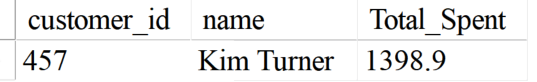 customer_id name Total_Spent
457 Kim Turner 1398.9